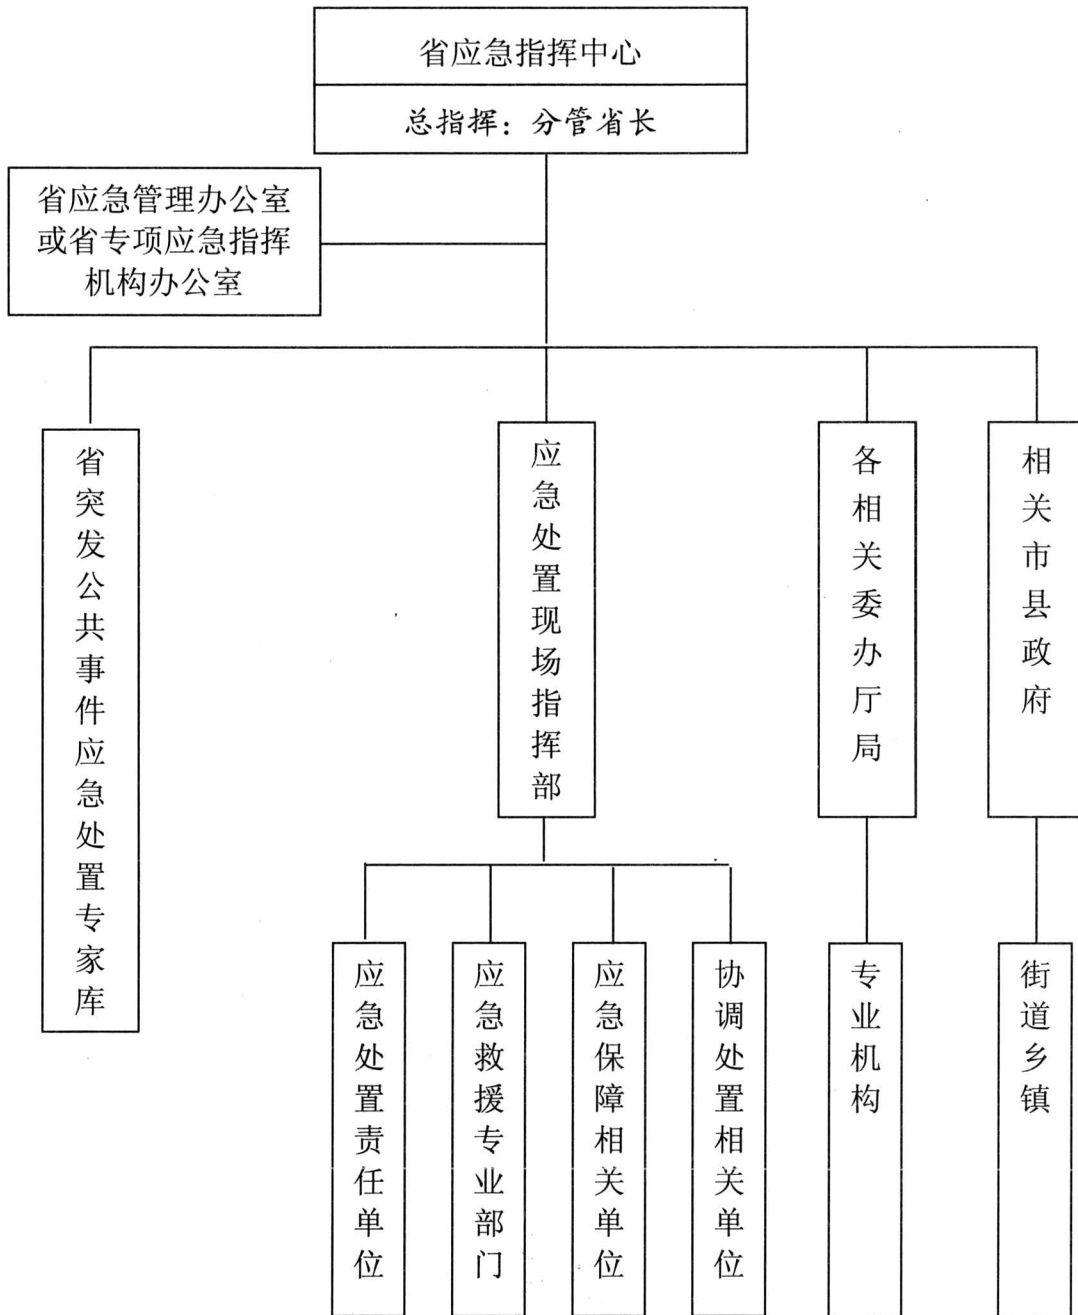 省应急指挥中心
总指挥：分管省长
省应急管理办公室
或省专项应急指挥
机构办公室
省突发公共事件应急处置专家库
应急处置现场指挥部
各相关委办厅局
相关市县政府
应急处置责任单位
应急救援专业部门
应急保障相关单位
协调处置相关单位
专业机构
街道乡镇